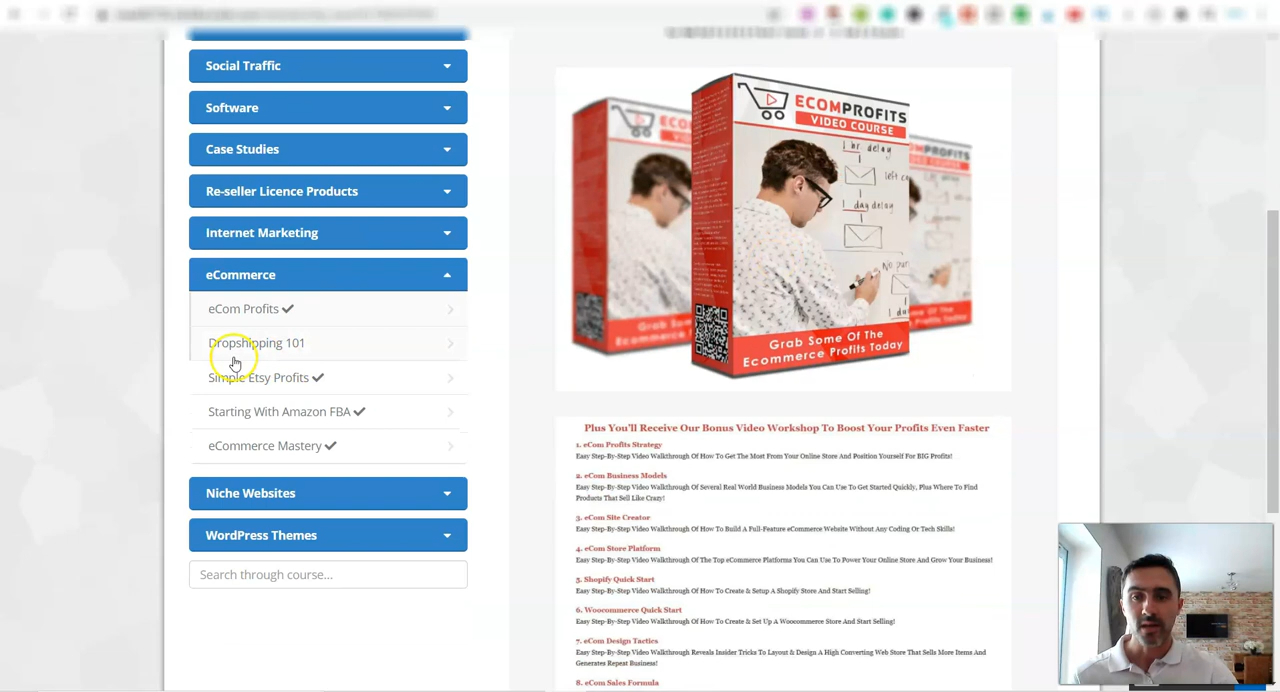 Social Traffic
Software
Case Studies
Re-seller Licence Products
Internet Marketing
eCommerce
eCom Profits
Dropshipping 101
Simple Etsy Profits
Starting With Amazon FBA
eCommerce Mastery
Niche Websites
WordPress Themes
Search through course...
ECOMPROFITS
VIDEO COURSE
1 hr. delay
1 day delay
Grab Some Of The
Ecommerce Profits Today
Plus You'll Receive Our Bonus Video Workshop To Boost Your Profits Even Faster
1. eCom Profits Strategy
Easy Step-By-Step Video Walkthrough Of How To Get The Most From Your Online Store And Position Yourself For BIG Profits!
2. eCom Business Models
Easy Step-By-Step Video Walkthrough Of Several Real World Business Models You Can Use To Get Started Quickly, Plus Where To Find
Products That Sell Like Crazy!
3. eCom Site Creator
Easy Step-By-Step Video Walkthrough Of How To Build A Full-Feature eCommerce Website Without Any Coding Or Tech Skills!
4. eCom Store Platform
Easy Step-By-Step Video Walkthrough Of The Top eCommerce Platforms You Can Use To Power Your Online Store And Grow Your Business!
5. Shopify Quick Start
Easy Step-By-Step Video Walkthrough Of How To Create & Setup A Shopify Store And Start Selling!
6. Woocommerce Quick Start
Easy Step-By-Step Video Walkthrough Of How To Create & Set Up A Woocommerce Store And Start Selling!
7. eCom Design Tactics
Easy Step-By-Step Video Walkthrough Reveals Insider Tricks To Layout & Design A High Converting Web Store That Sells More Items And
Generates Repeat Business!
8. eCom Sales Formula